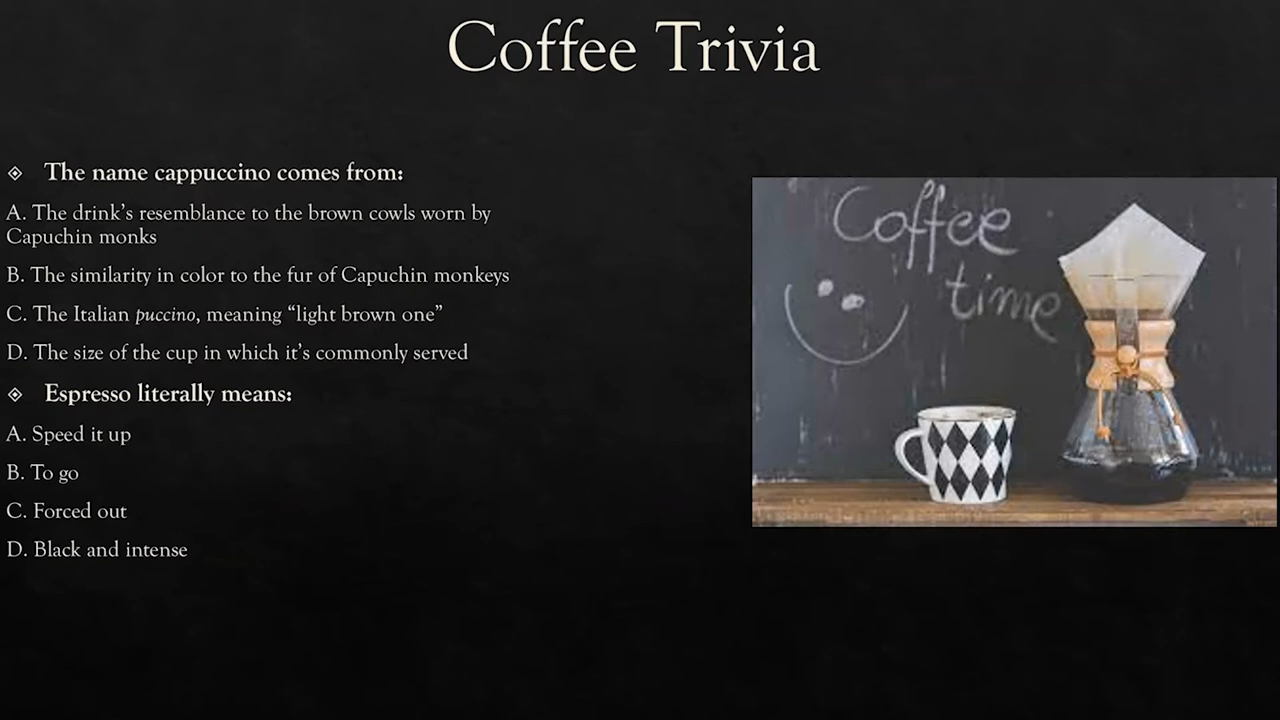 Coffee Trivia
The name cappuccino comes from:
A. The drink’s resemblance to the brown cowls worn by
Capuchin monks
B. The similarity in color to the fur of Capuchin monkeys
C. The Italian puccino, meaning “light brown one”
D. The size of the cup in which it’s commonly served
Espresso literally means:
A. Speed it up
B. To go
C. Forced out
D. Black and intense
Coffee
time